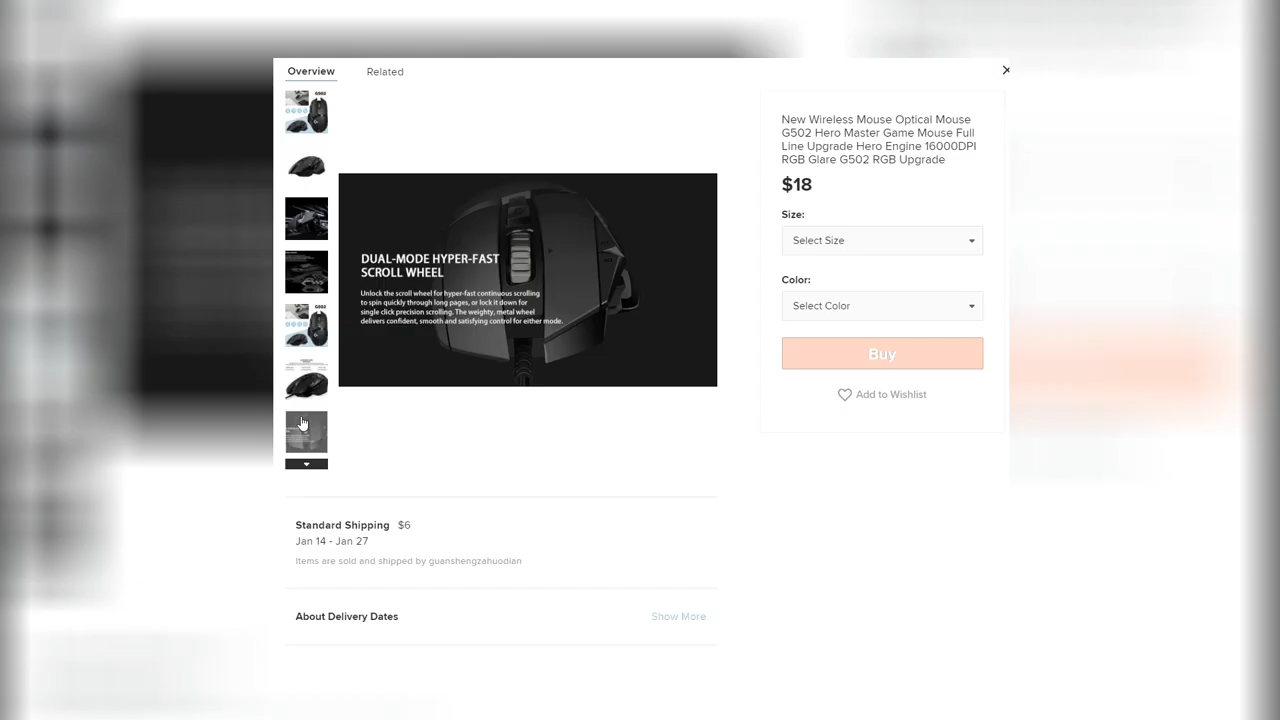 Overview
Related
New Wireless Mouse Optical Mouse
G502 Hero Master Game Mouse Full
Line Upgrade Hero Engine 16000DPI
RGB Glare G502 RGB Upgrade
$18
Size:
Select Size
Color:
Select Color
Buy
Add to Wishlist
DUAL-MODE HYPER-FAST
SCROLL WHEEL
Unlock the scroll wheel for hyper-fast continuous scrolling
to spin quickly through long pages, or lock it down for
single click precision scrolling. The weighty, metal wheel
delivers confident, smooth and satisfying control for either mode.
Standard Shipping $6
Jan 14 - Jan 27
Items are sold and shipped by guanshengzahuodian
About Delivery Dates
Show More